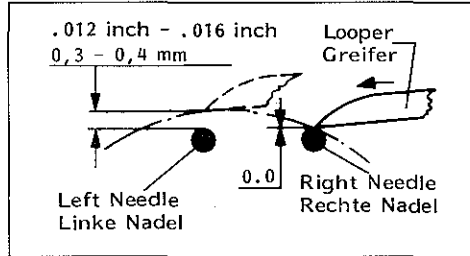 .012 inch - .016 inch
0,3 - 0,4 mm
Looper
Greifer
0.0
Left Needle
Linke Nadel
Right Needle
Rechte Nadel